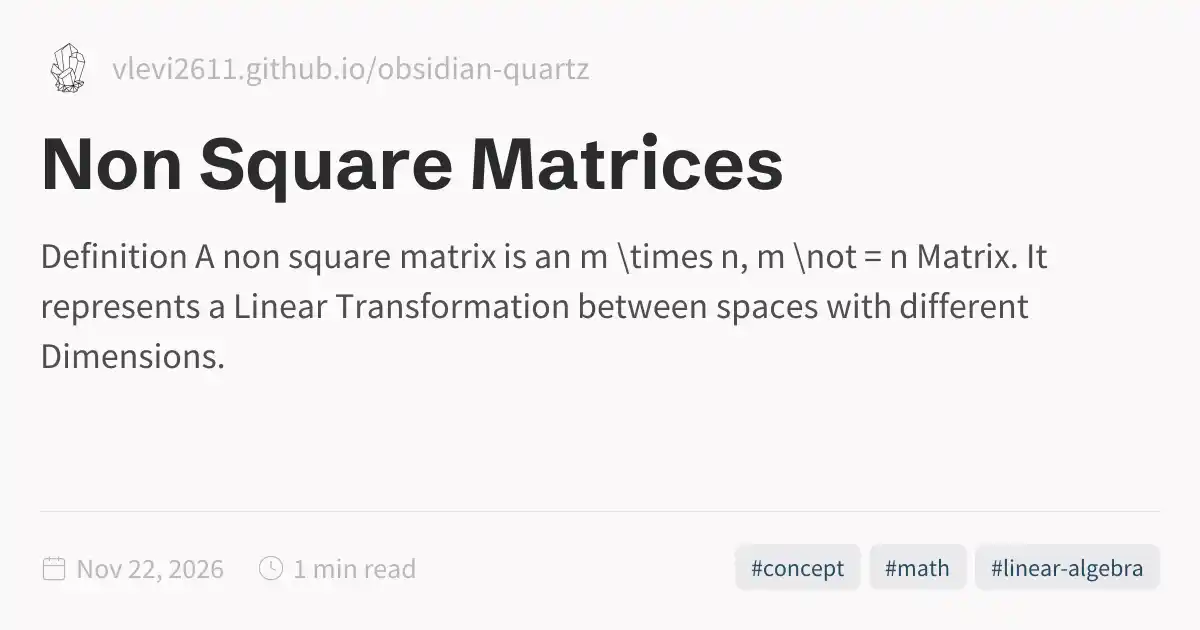 vlevi2611.github.io/obsidian-quartz
Non Square Matrices
Definition A non square matrix is an m \times n, m \not = n Matrix. It
represents a Linear Transformation between spaces with different
Dimensions.
Nov 22, 2026 1 min read #concept #math #linear-algebra